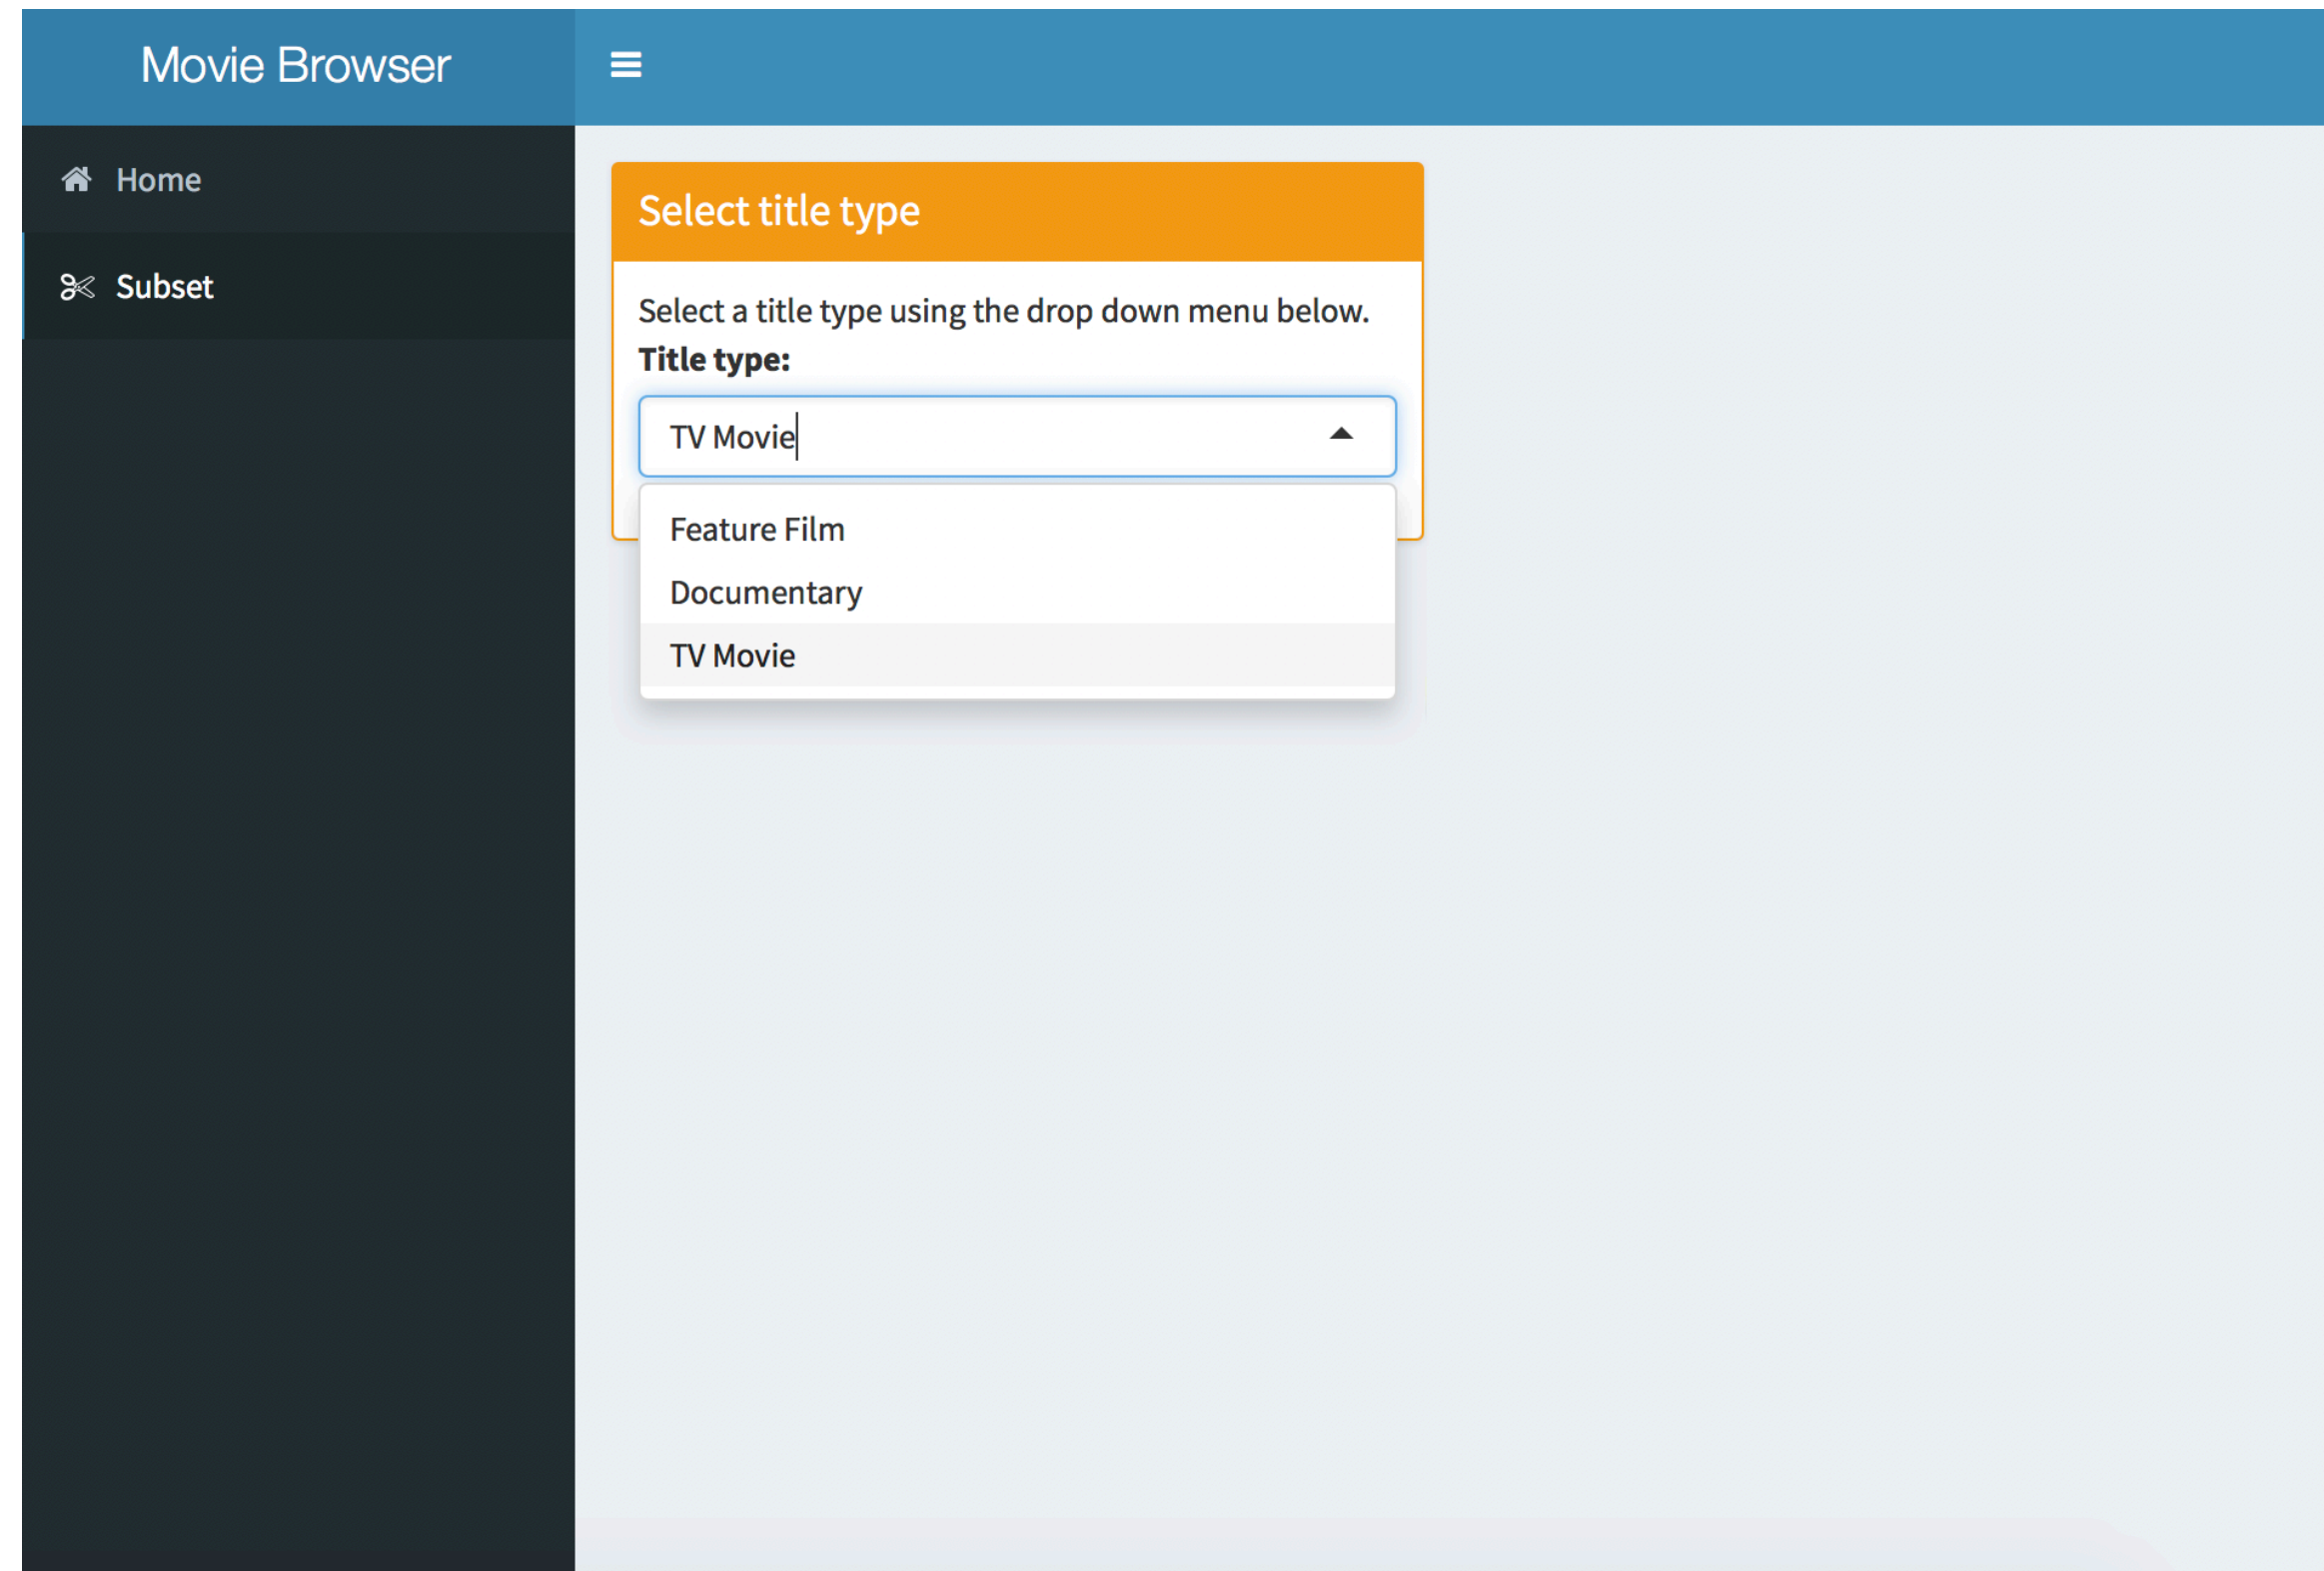 Movie Browser
Home
Subset
Select title type
Select a title type using the drop down menu below.
Title type:
TV Movie
Feature Film
Documentary
TV Movie